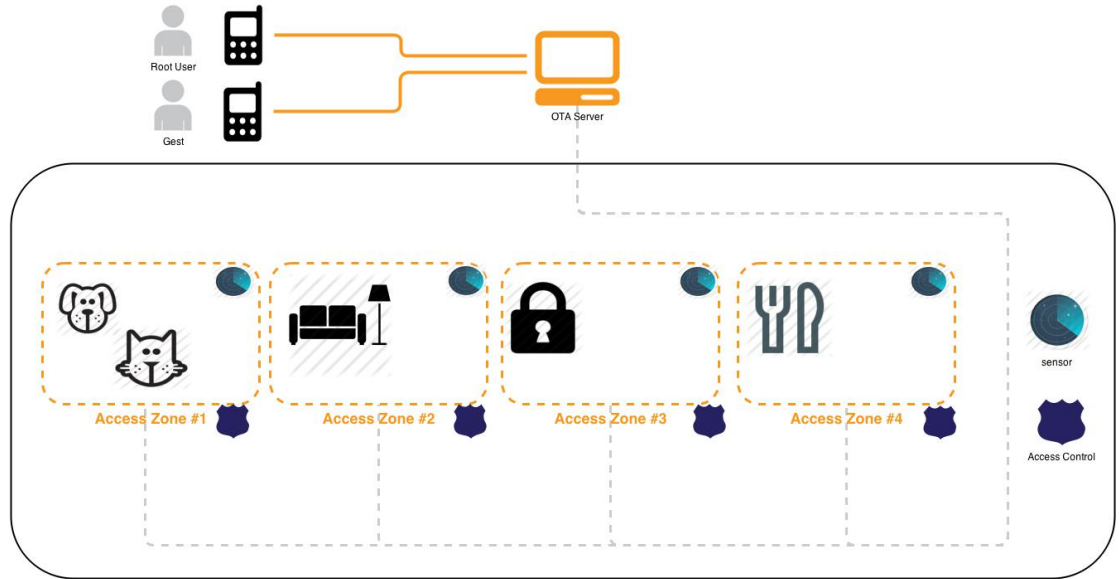 Root User
Gest
OTA Server
Access Zone #1
Access Zone #2
Access Zone #3
Access Zone #4
sensor
Access Control